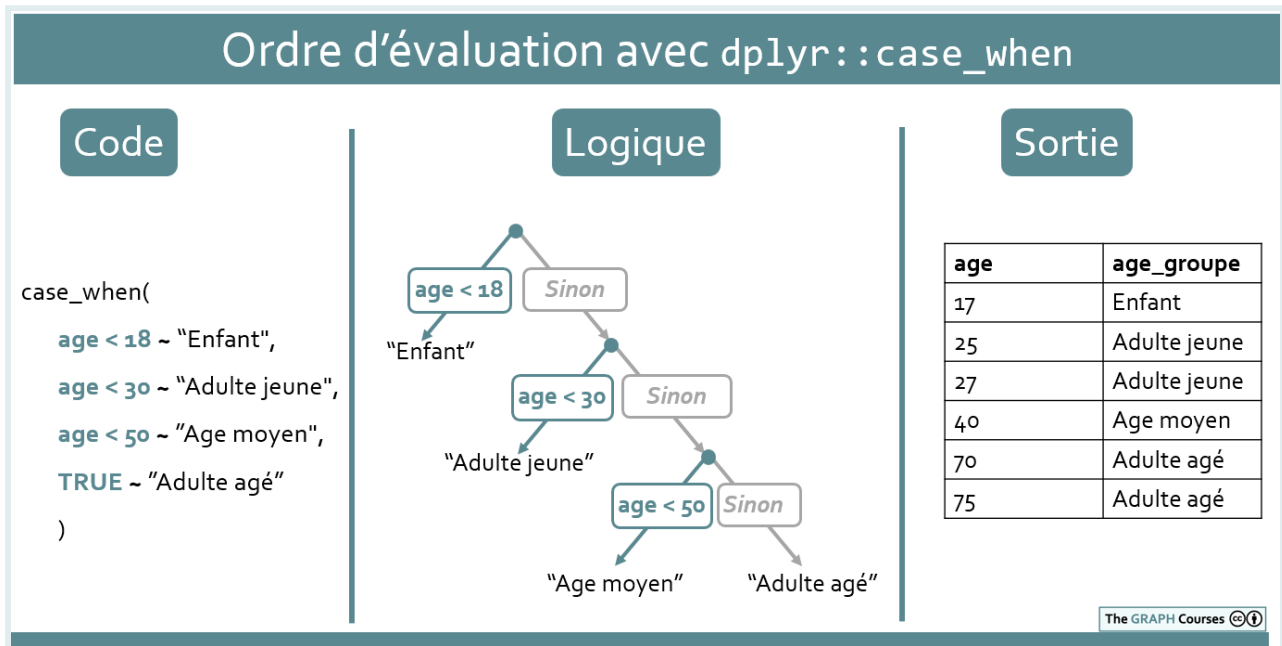 Ordre d’évaluation avec dplyr::case_when
Code
case_when(
age < 18 ~ “Enfant",
age < 30 ~ “Adulte jeune",
age < 50 ~ ”Age moyen",
TRUE ~ ”Adulte agé”
)
Logique
age < 18
Sinon
“Enfant”
age < 30
Sinon
“Adulte jeune”
age < 50
Sinon
“Age moyen”
“Adulte agé”
Sortie
age age_groupe
17 Enfant
25 Adulte jeune
27 Adulte jeune
40 Age moyen
70 Adulte agé
75 Adulte agé
The GRAPH Courses